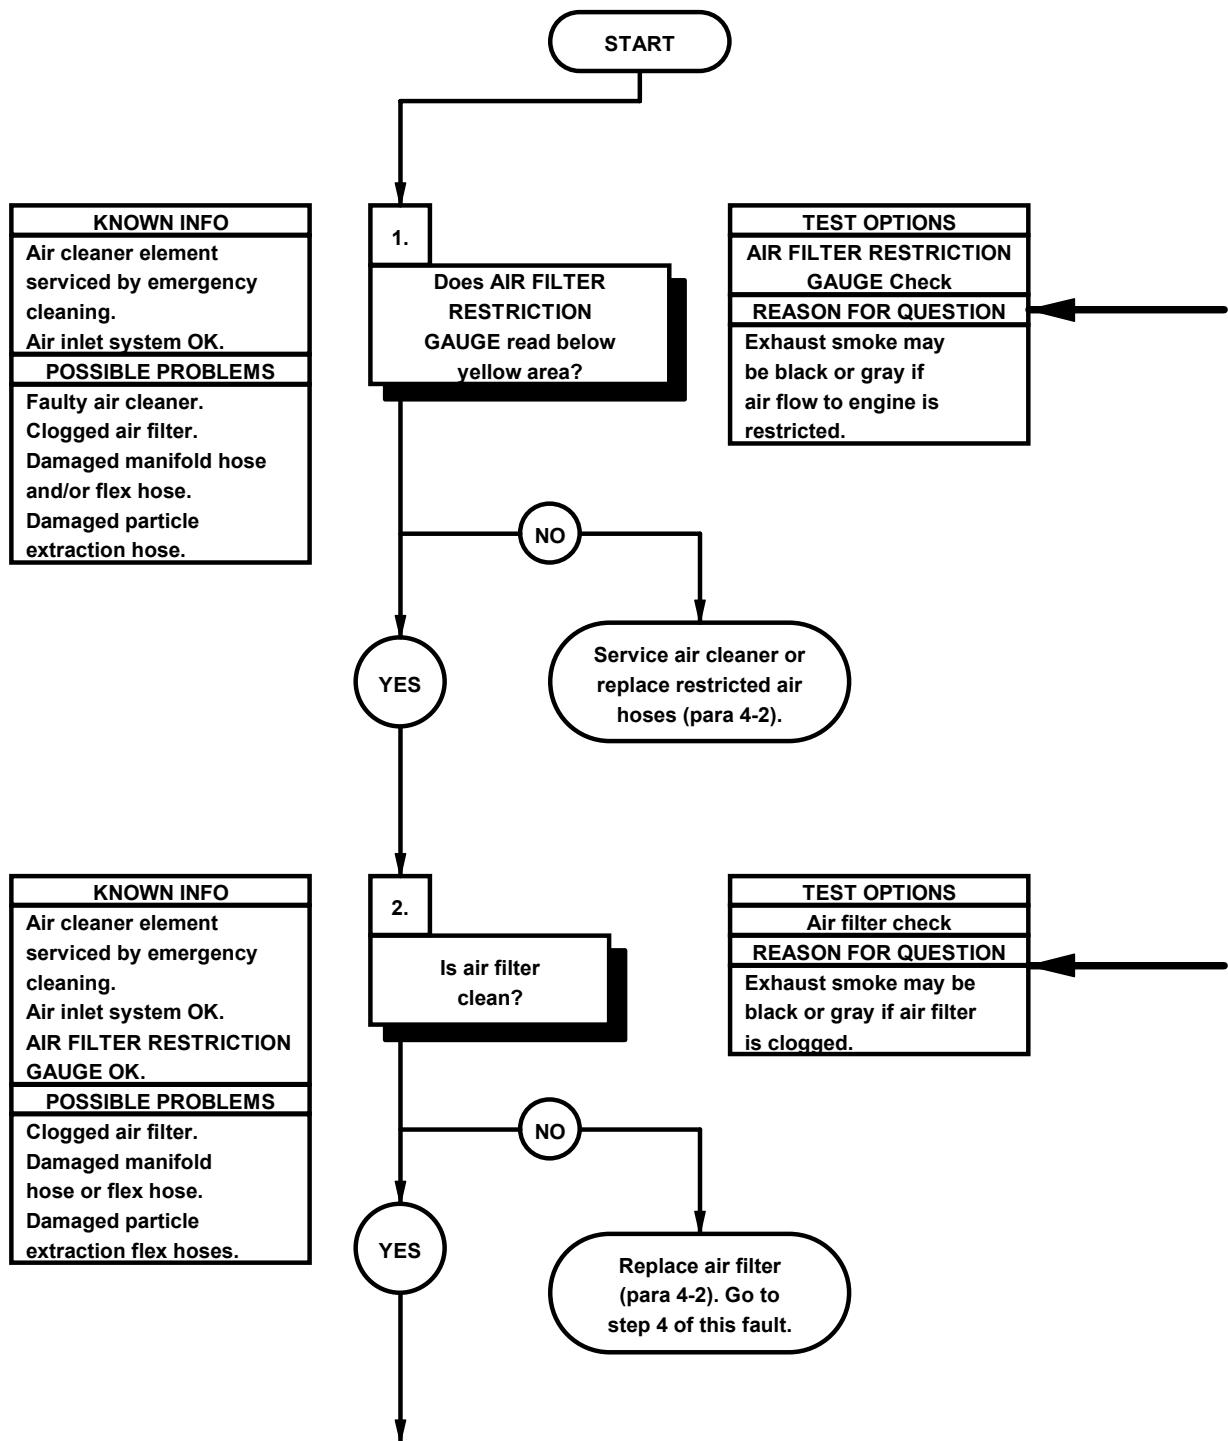 START
KNOWN INFO
Air cleaner element
serviced by emergency
cleaning.
Air inlet system OK.
POSSIBLE PROBLEMS
Faulty air cleaner.
Clogged air filter.
Damaged manifold hose
and/or flex hose.
Damaged particle
extraction hose.
1.
Does AIR FILTER
RESTRICTION
GAUGE read below
yellow area?
TEST OPTIONS
AIR FILTER RESTRICTION
GAUGE Check
REASON FOR QUESTION
Exhaust smoke may
be black or gray if
air flow to engine is
restricted.
NO
YES
Service air cleaner or
replace restricted air
hoses (para 4-2).
KNOWN INFO
Air cleaner element
serviced by emergency
cleaning.
Air inlet system OK.
AIR FILTER RESTRICTION
GAUGE OK.
POSSIBLE PROBLEMS
Clogged air filter.
Damaged manifold
hose or flex hose.
Damaged particle
extraction flex hoses.
2.
Is air filter
clean?
TEST OPTIONS
Air filter check
REASON FOR QUESTION
Exhaust smoke may be
black or gray if air filter
is clogged.
NO
YES
Replace air filter
(para 4-2). Go to
step 4 of this fault.